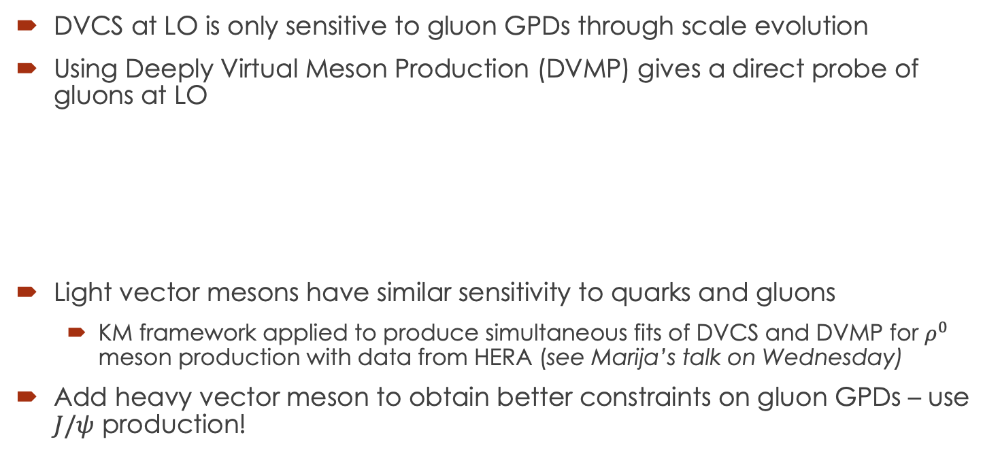 DVCS at LO is only sensitive to gluon GPDs through scale evolution
Using Deeply Virtual Meson Production (DVMP) gives a direct probe of
gluons at LO
Light vector mesons have similar sensitivity to quarks and gluons
KM framework applied to produce simultaneous fits of DVCS and DVMP for ρ⁰
meson production with data from HERA (see Marija's talk on Wednesday)
Add heavy vector meson to obtain better constraints on gluon GPDs – use
J/ψ production!